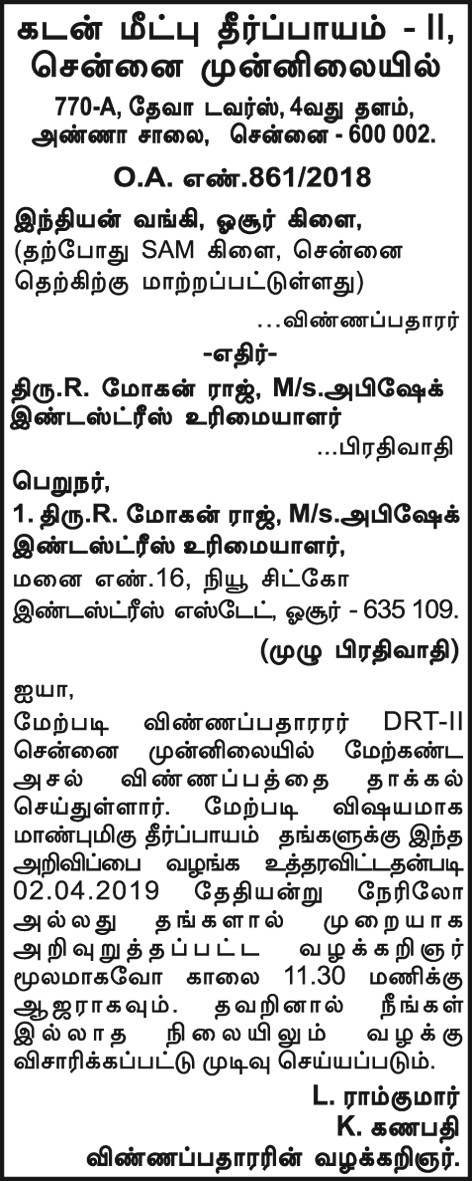 கடன் மீட்பு தீர்ப்பாயம் - II,
சென்னை முன்னிலையில்
770-A, தேவா டவர்ஸ், 4வது தளம்,
அண்ணா சாலை, சென்னை - 600 002.
O.A. எண்.861/2018
இந்தியன் வங்கி, ஓசூர் கிளை,
(தற்போது SAM கிளை, சென்னை
தெற்கிற்கு மாற்றப்பட்டுள்ளது)
...விண்ணப்பதாரர்
-எதிர்-
திரு.R. மோகன் ராஜ், M/s.அபிஷேக்
இண்டஸ்ட்ரீஸ் உரிமையாளர்
...பிரதிவாதி
பெறுநர்,
1. திரு.R. மோகன் ராஜ், M/s.அபிஷேக்
இண்டஸ்ட்ரீஸ் உரிமையாளர்,
மனை எண்.16, நியூ சிட்கோ
இண்டஸ்ட்ரீஸ் எஸ்டேட், ஓசூர் - 635 109.
(முழு பிரதிவாதி)
ஐயா,
மேற்படி விண்ணப்பதாரரர் DRT-II
சென்னை முன்னிலையில் மேற்கண்ட
அசல் விண்ணப்பத்தை தாக்கல்
செய்துள்ளார். மேற்படி விஷயமாக
மாண்புமிகு தீர்ப்பாயம் தங்களுக்கு இந்த
அறிவிப்பை வழங்க உத்தரவிட்டதன்படி
02.04.2019 தேதியன்று நேரிலோ
அல்லது தங்களால் முறையாக
அறிவுறுத்தப்பட்ட வழக்கறிஞர்
மூலமாகவோ காலை 11.30 மணிக்கு
ஆஜராகவும். தவறினால் நீங்கள்
இல்லாத நிலையிலும் வழக்கு
விசாரிக்கப்பட்டு முடிவு செய்யப்படும்.
L. ராம்குமார்
K. கணபதி
விண்ணப்பதாரரின் வழக்கறிஞர்.